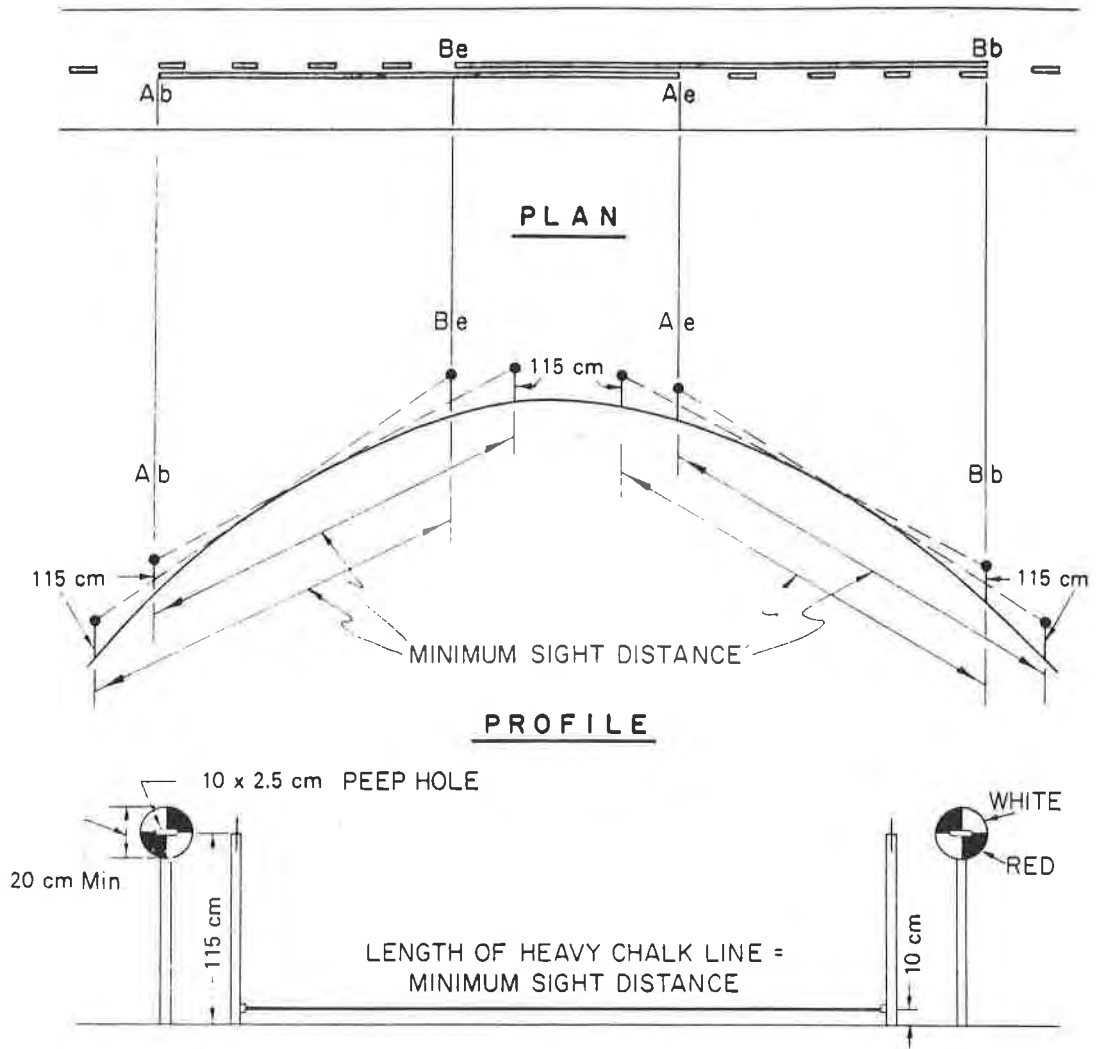 Be
Bb
Ab
Ae
PLAN
Be
Ae
115 cm
Ab
Bb
115 cm
115 cm
MINIMUM SIGHT DISTANCE
PROFILE
10 x 2.5 cm PEEP HOLE
WHITE
RED
20 cm Min
115 cm
LENGTH OF HEAVY CHALK LINE =
MINIMUM SIGHT DISTANCE
10 cm